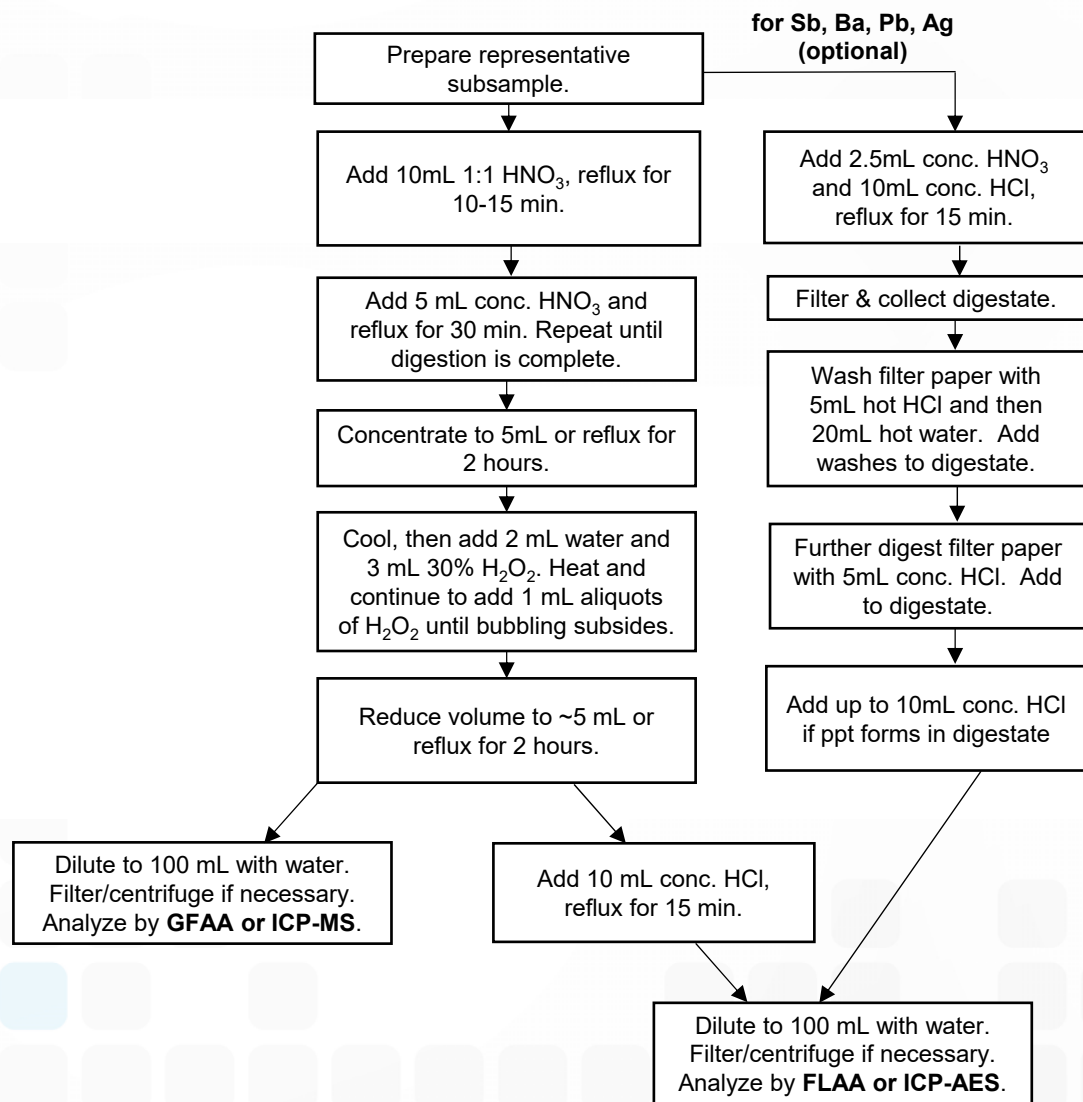 for Sb, Ba, Pb, Ag
(optional)
Prepare representative
subsample.
Add 10mL 1:1 HNO₃, reflux for
10-15 min.
Add 5 mL conc. HNO₃ and
reflux for 30 min. Repeat until
digestion is complete.
Concentrate to 5mL or reflux for
2 hours.
Cool, then add 2 mL water and
3 mL 30% H₂O₂. Heat and
continue to add 1 mL aliquots
of H₂O₂ until bubbling subsides.
Reduce volume to ~5 mL or
reflux for 2 hours.
Dilute to 100 mL with water.
Filter/centrifuge if necessary.
Analyze by GFAA or ICP-MS.
Add 10 mL conc. HCl,
reflux for 15 min.
Add 2.5mL conc. HNO₃
and 10mL conc. HCl,
reflux for 15 min.
Filter & collect digestate.
Wash filter paper with
5mL hot HCl and then
20mL hot water. Add
washes to digestate.
Further digest filter paper
with 5mL conc. HCl. Add
to digestate.
Add up to 10mL conc. HCl
if ppt forms in digestate
Dilute to 100 mL with water.
Filter/centrifuge if necessary.
Analyze by FLAA or ICP-AES.